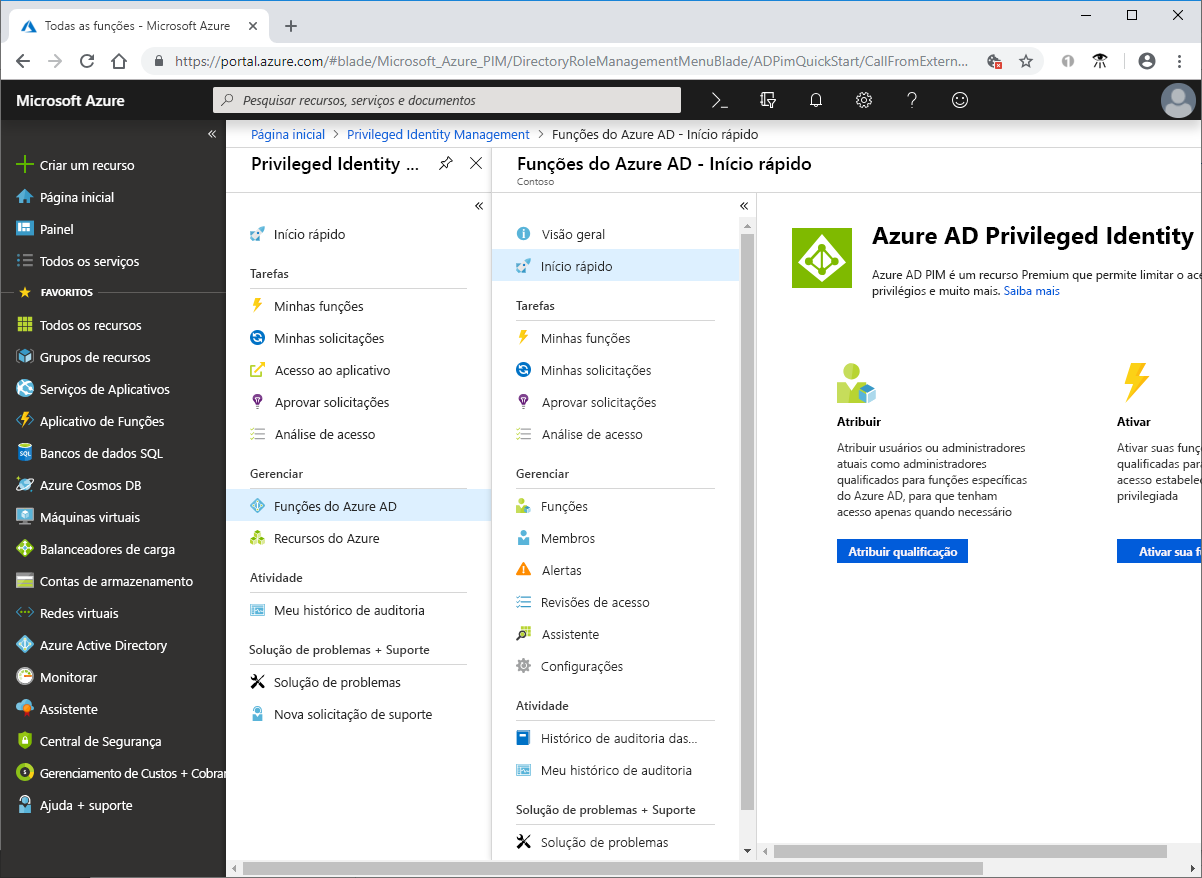 Todas as funções - Microsoft Azure
https://portal.azure.com/#blade/Microsoft_Azure_PIM/DirectoryRoleManagementMenuBlade/ADPimQuickStart/CallFromExtern...
Microsoft Azure
Pesquisar recursos, serviços e documentos
Página inicial > Privileged Identity Management > Funções do Azure AD - Início rápido
Criar um recurso
Página inicial
Painel
Todos os serviços
FAVORITOS
Todos os recursos
Grupos de recursos
Serviços de Aplicativos
Aplicativo de Funções
Bancos de dados SQL
Azure Cosmos DB
Máquinas virtuais
Balanceadores de carga
Contas de armazenamento
Redes virtuais
Azure Active Directory
Monitorar
Assistente
Central de Segurança
Gerenciamento de Custos + Cobran
Ajuda + suporte
Privileged Identity ...
Início rápido
Tarefas
Minhas funções
Minhas solicitações
Acesso ao aplicativo
Aprovar solicitações
Análise de acesso
Gerenciar
Funções do Azure AD
Recursos do Azure
Atividade
Meu histórico de auditoria
Solução de problemas + Suporte
Solução de problemas
Nova solicitação de suporte
Funções do Azure AD - Início rápido
Contoso
Visão geral
Início rápido
Tarefas
Minhas funções
Minhas solicitações
Aprovar solicitações
Análise de acesso
Gerenciar
Funções
Membros
Alertas
Revisões de acesso
Assistente
Configurações
Atividade
Histórico de auditoria das...
Meu histórico de auditoria
Solução de problemas + Suporte
Solução de problemas
Azure AD Privileged Identity
Azure AD PIM é um recurso Premium que permite limitar o ace
privilégios e muito mais. Saiba mais
Atribuir
Atribuir usuários ou administradores
atuais como administradores
qualificados para funções específicas
do Azure AD, para que tenham
acesso apenas quando necessário
Atribuir qualificação
Ativar
Ativar suas funç
qualificadas par
acesso estabele
privilegiada
Ativar sua f